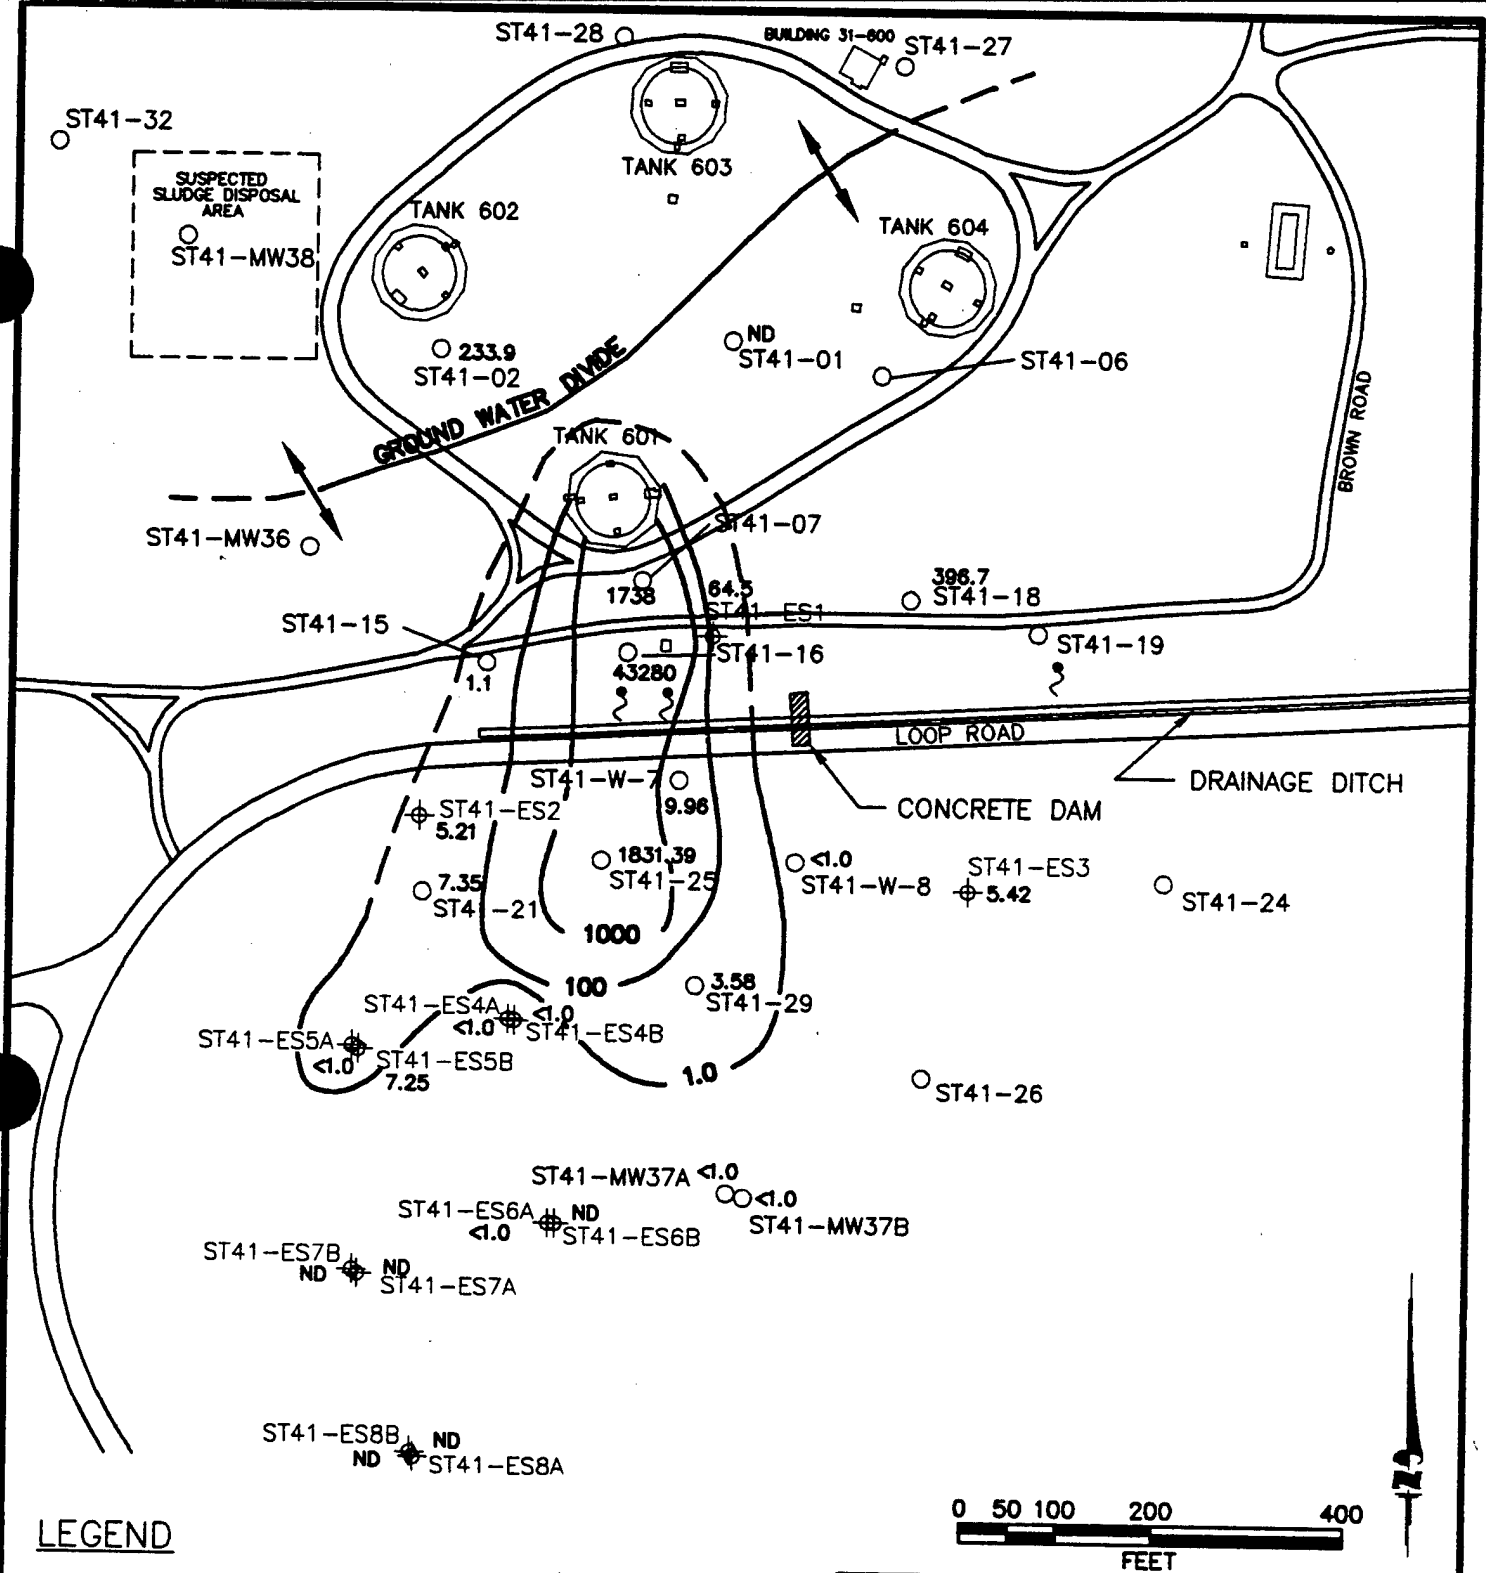 ST41-28
BUILDING 31-600
ST41-27
ST41-32
TANK 603
SUSPECTED
SLUDGE DISPOSAL
AREA
ST41-MW38
TANK 602
TANK 604
233.9
ST41-02
ND
ST41-01
ST41-06
GROUND WATER DIVIDE
BROWN ROAD
TANK 601
ST41-07
ST41-MW36
1738
64.5
ST41-ES1
396.7
ST41-18
ST41-15
ST41-16
ST41-19
1.1
43280
LOOP ROAD
DRAINAGE DITCH
ST41-W-7
9.96
CONCRETE DAM
ST41-ES2
5.21
1831.39
ST41-25
<1.0
ST41-W-8
ST41-ES3
5.42
ST41-24
7.35
ST41-21
1000
100
3.58
ST41-29
ST41-ES4A
<1.0
<1.0
ST41-ES4B
ST41-ES5A
<1.0
ST41-ES5B
7.25
1.0
ST41-26
ST41-MW37A <1.0
<1.0
ST41-MW37B
ST41-ES6A
<1.0
ND
ST41-ES6B
ST41-ES7B
ND
ND
ST41-ES7A
ST41-ES8B
ND
ND
ST41-ES8A
LEGEND
0 50 100 200 400
FEET
N